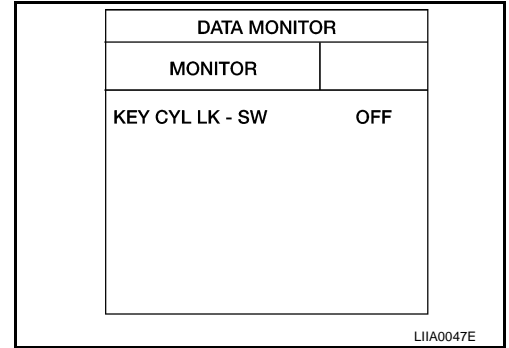 DATA MONITOR
MONITOR
KEY CYL LK - SW OFF
LIIA0047E